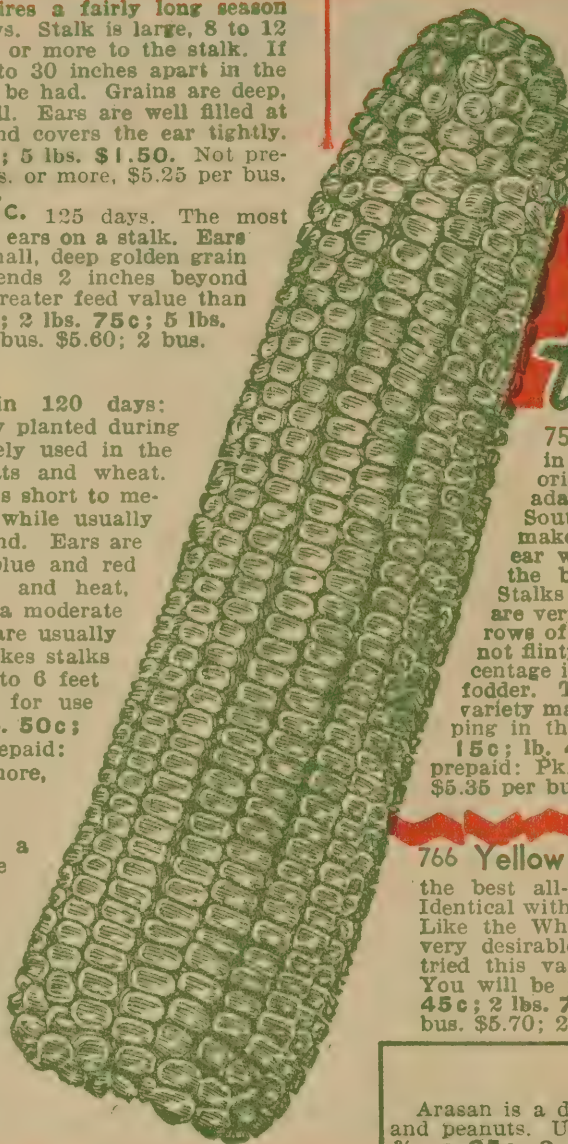 ires a fairly long season
ys. Stalk is large, 8 to 12
or more to the stalk. If
to 30 inches apart in the
be had. Grains are deep,
ll. Ears are well filled at
nd covers the ear tightly.
; 5 lbs. $1.50. Not pre-
s. or more, $5.25 per bus.
C. 125 days. The most
ears on a stalk. Ears
nall, deep golden grain
ends 2 inches beyond
reater feed value than
; 2 lbs. 75c; 5 lbs.
bus. $5.60; 2 bus.
in 120 days;
y planted during
ely used in the
ts and wheat.
s short to me-
while usually
nd. Ears are
blue and red
and heat,
a moderate
are usually
kes stalks
to 6 feet
for use
. 50c;
epaid:
nore,
a
e
75
in
ori
ada
Sout
make
ear w
the b
Stalks
are ver
rows of
not flint
centage i
fodder. T
variety ma
ping in th
15c; lb. 4
prepaid: Pk
$5.35 per bu
766 Yellow
the best all-
Identical with
Like the Wh
very desirabl
tried this va
You will be
45c; 2 lbs. 7
bus. $5.70; 2
Arasan is a d
and peanuts. U